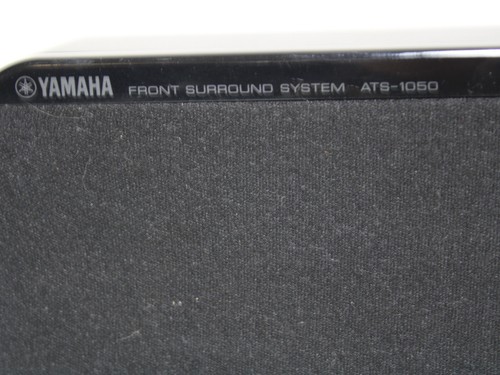 YAMAHA FRONT SURROUND SYSTEM ATS-1050